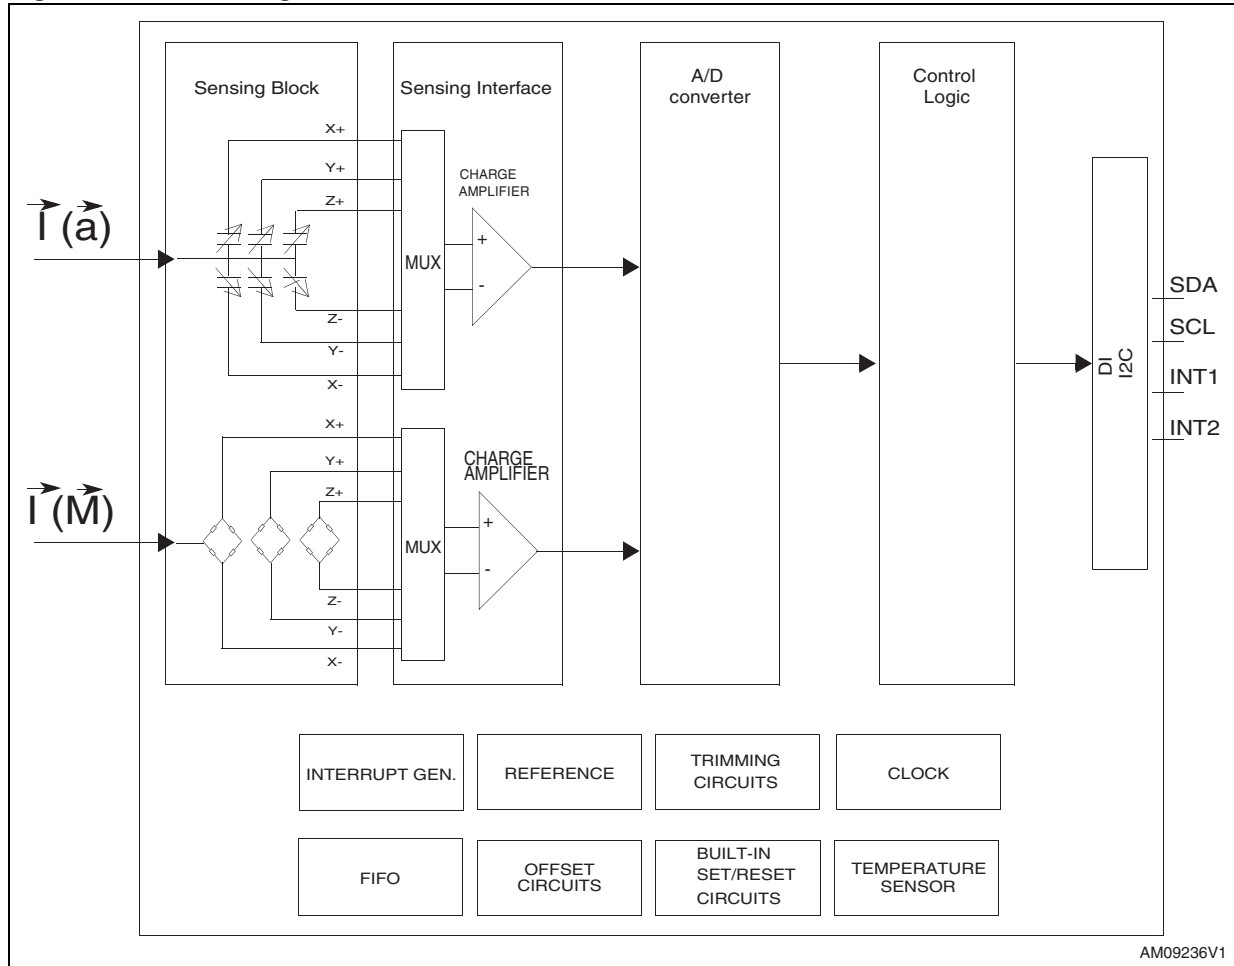 Sensing Block
Sensing Interface
A/D
converter
Control
Logic
X+
Y+
Z+
CHARGE
AMPLIFIER
I (a)
+
MUX
-
Z-
Y-
X-
DI
I2C
SDA
SCL
INT1
INT2
X+
Y+
Z+
CHARGE
AMPLIFIER
I (M)
+
MUX
-
Z-
Y-
X-
INTERRUPT GEN.
REFERENCE
TRIMMING
CIRCUITS
CLOCK
FIFO
OFFSET
CIRCUITS
BUILT-IN
SET/RESET
CIRCUITS
TEMPERATURE
SENSOR
AM09236V1